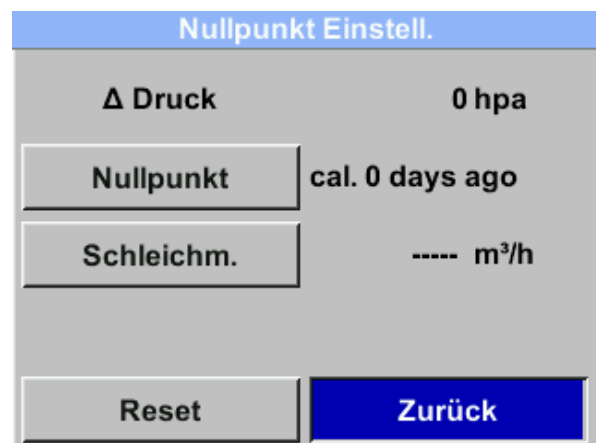 Nullpunkt Einstell.
Δ Druck 0 hpa
Nullpunkt cal. 0 days ago
Schleichm. ----- m³/h
Reset Zurück